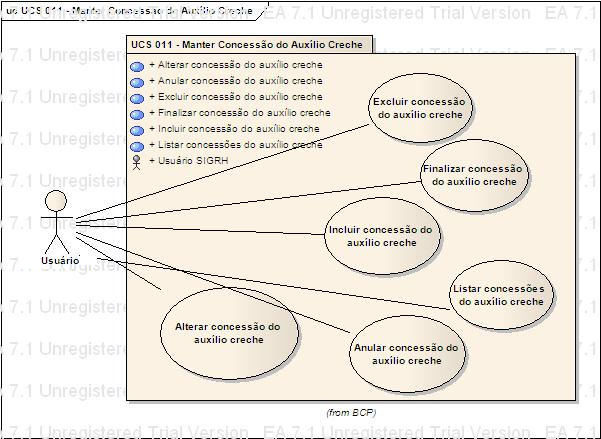 uc UCS 011 - Manter Concessão do Auxílio Creche
EA 7.1 Unregistered Trial Version EA 7.1 Unregistered Trial Version
UCS 011 - Manter Concessão do Auxílio Creche
+ Alterar concessão do auxílio creche
+ Anular concessão do auxílio creche
+ Excluir concessão do auxílio creche
+ Finalizar concessão do auxílio creche
+ Incluir concessão do auxílio creche
+ Listar concessões do auxílio creche
+ Usuário SIGRH
Excluir concessão
do auxílio creche
Finalizar concessão
do auxílio creche
Incluir concessão do
auxílio creche
Usuário
Listar concessões
do auxílio creche
Alterar concessão do
auxílio creche
Anular concessão do
auxílio creche
(from BCP)
7.1 Unregistered Trial Version EA 7.1 Unregistered Trial Version